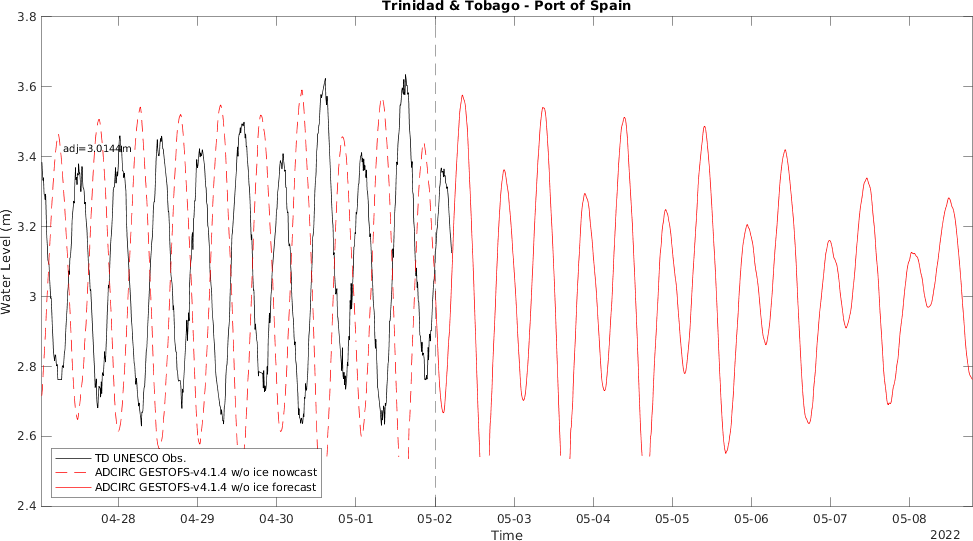 Trinidad & Tobago - Port of Spain
3.8
3.6
adj=3.0144m
3.4
3.2
Water Level (m)
3
2.8
2.6
TD UNESCO Obs.
ADCIRC GESTOFS-v4.1.4 w/o ice nowcast
ADCIRC GESTOFS-v4.1.4 w/o ice forecast
2.4
04-28 04-29 04-30 05-01 05-02 05-03 05-04 05-05 05-06 05-07 05-08
Time
2022